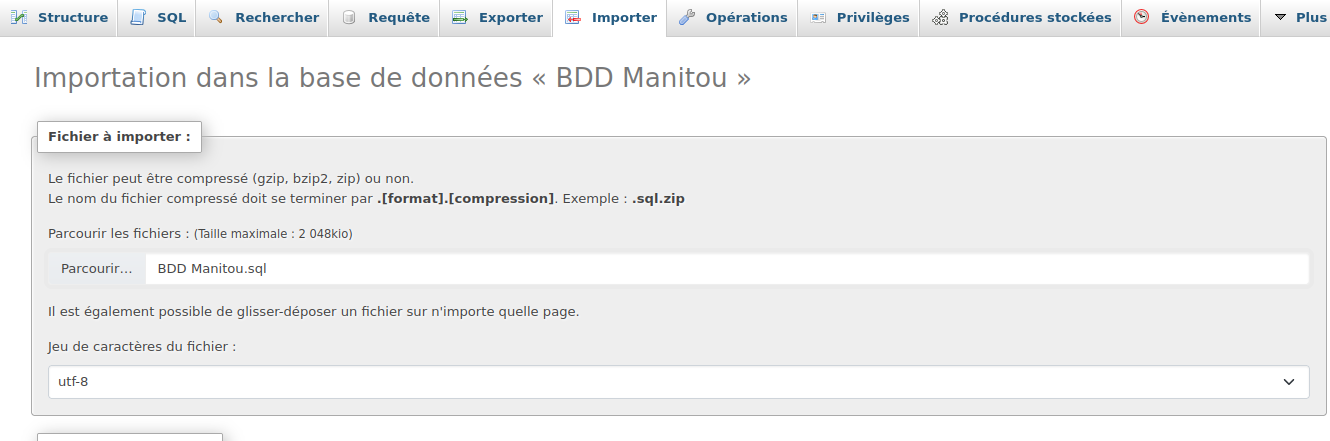 Structure SQL Rechercher Requête Exporter Importer Opérations Privilèges Procédures stockées Évènements Plus
Importation dans la base de données « BDD Manitou »
Fichier à importer :
Le fichier peut être compressé (gzip, bzip2, zip) ou non.
Le nom du fichier compressé doit se terminer par .[format].[compression]. Exemple : .sql.zip
Parcourir les fichiers : (Taille maximale : 2 048kio)
Parcourir... BDD Manitou.sql
Il est également possible de glisser-déposer un fichier sur n'importe quelle page.
Jeu de caractères du fichier :
utf-8